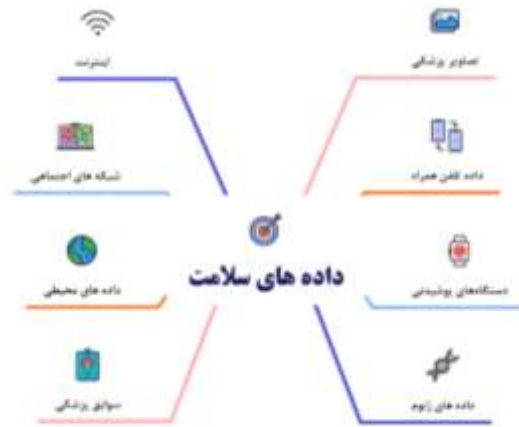 تصاویر پزشکی
اینترنت
داده تلفن همراه
شبکه های اجتماعی
داده های سلامت
دستگاه‌های پوشیدنی
داده های محیطی
داده های ژنوم
سوابق پزشکی